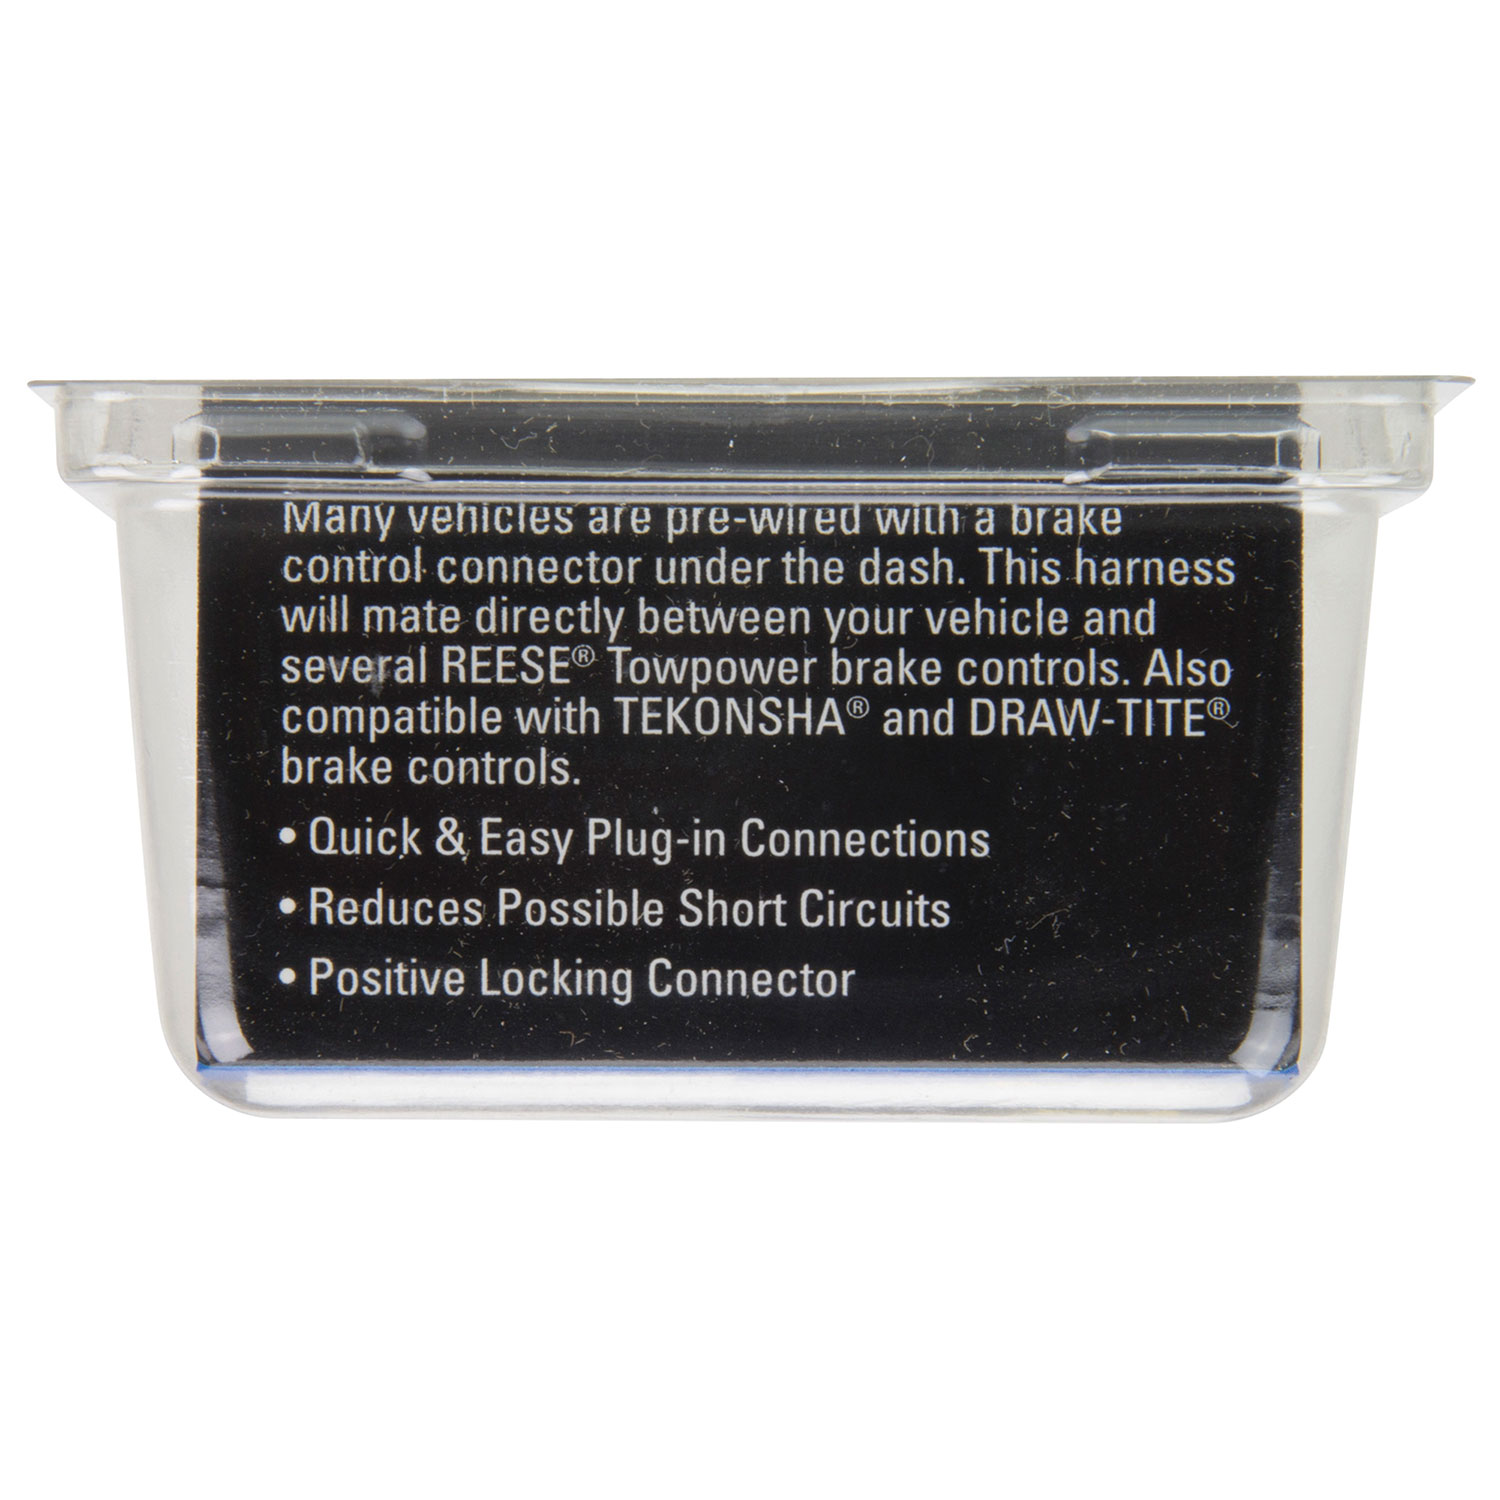 Many vehicles are pre-wired with a brake
control connector under the dash. This harness
will mate directly between your vehicle and
several REESE® Towpower brake controls. Also
compatible with TEKONSHA® and DRAW-TITE®
brake controls.
• Quick & Easy Plug-in Connections
• Reduces Possible Short Circuits
• Positive Locking Connector